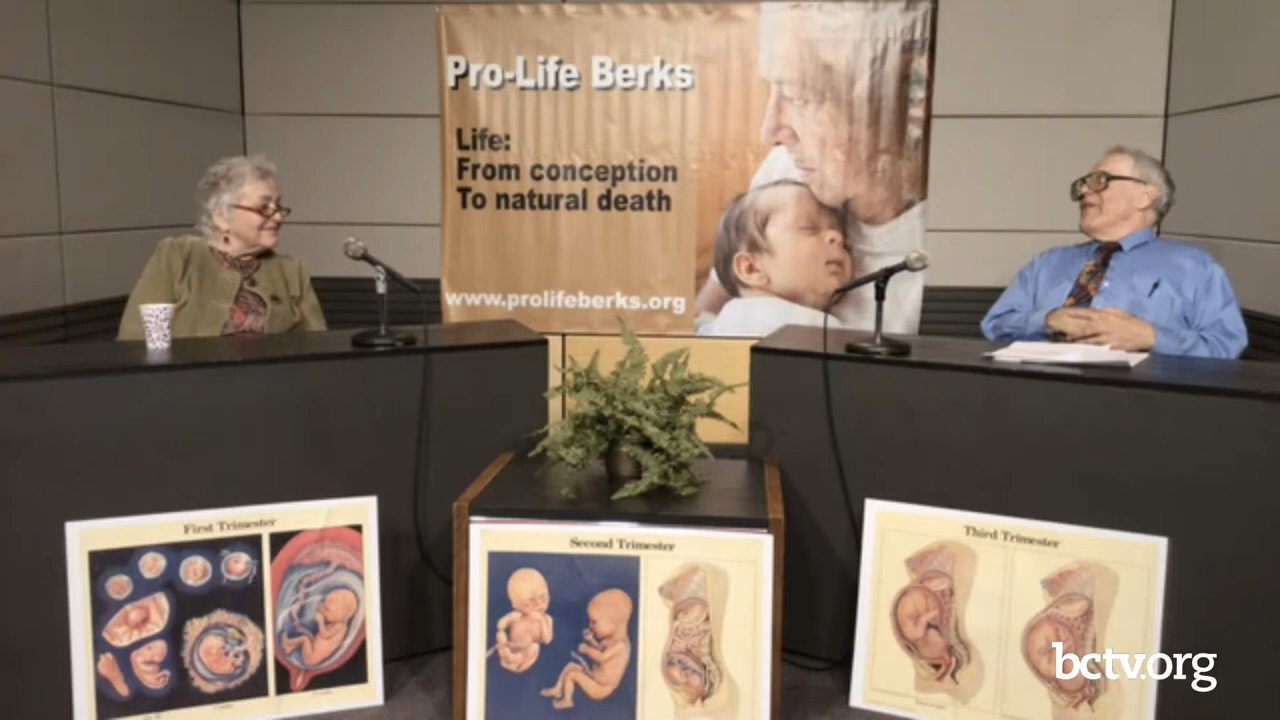 Pro-Life Berks
Life:
From conception
To natural death
www.prolifeberks.org
First Trimester
Second Trimester
Third Trimester
bctv.org